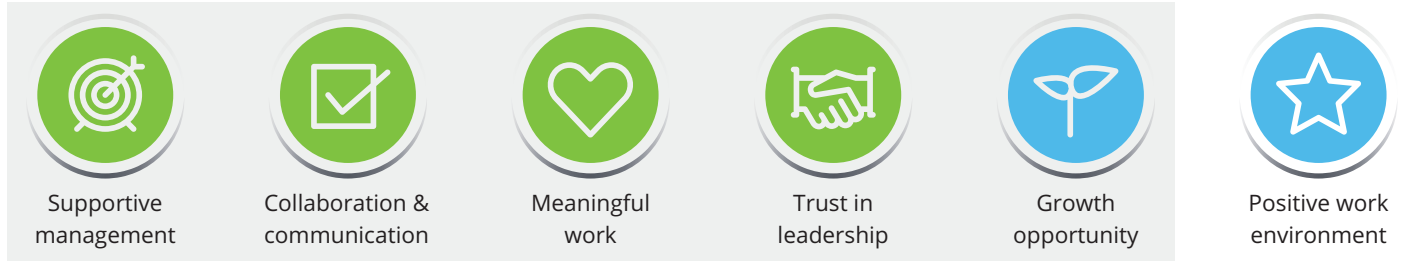 Supportive
management
Collaboration &
communication
Meaningful
work
Trust in
leadership
Growth
opportunity
Positive work
environment